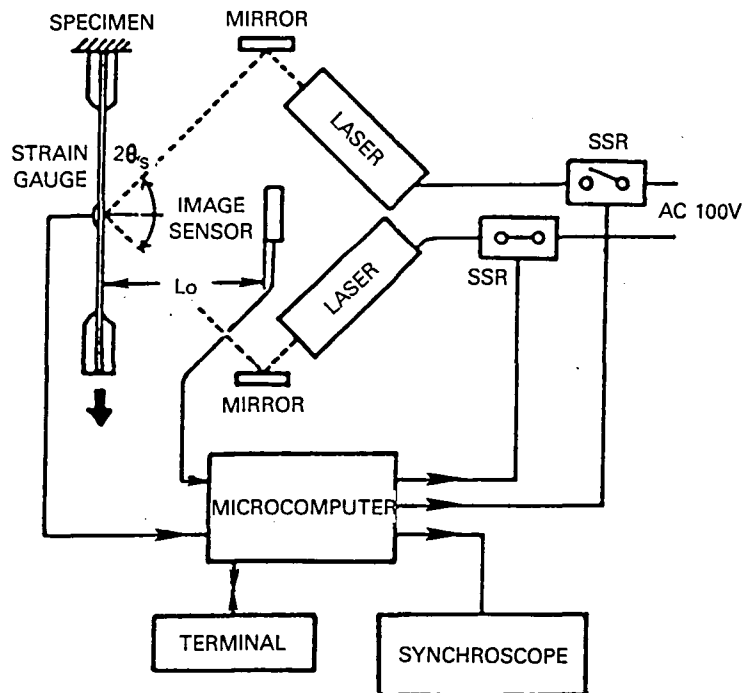 SPECIMEN
MIRROR
LASER
SSR
STRAIN
GAUGE
2θs
IMAGE
SENSOR
AC 100V
LASER
SSR
Lo
MIRROR
MICROCOMPUTER
TERMINAL
SYNCHROSCOPE